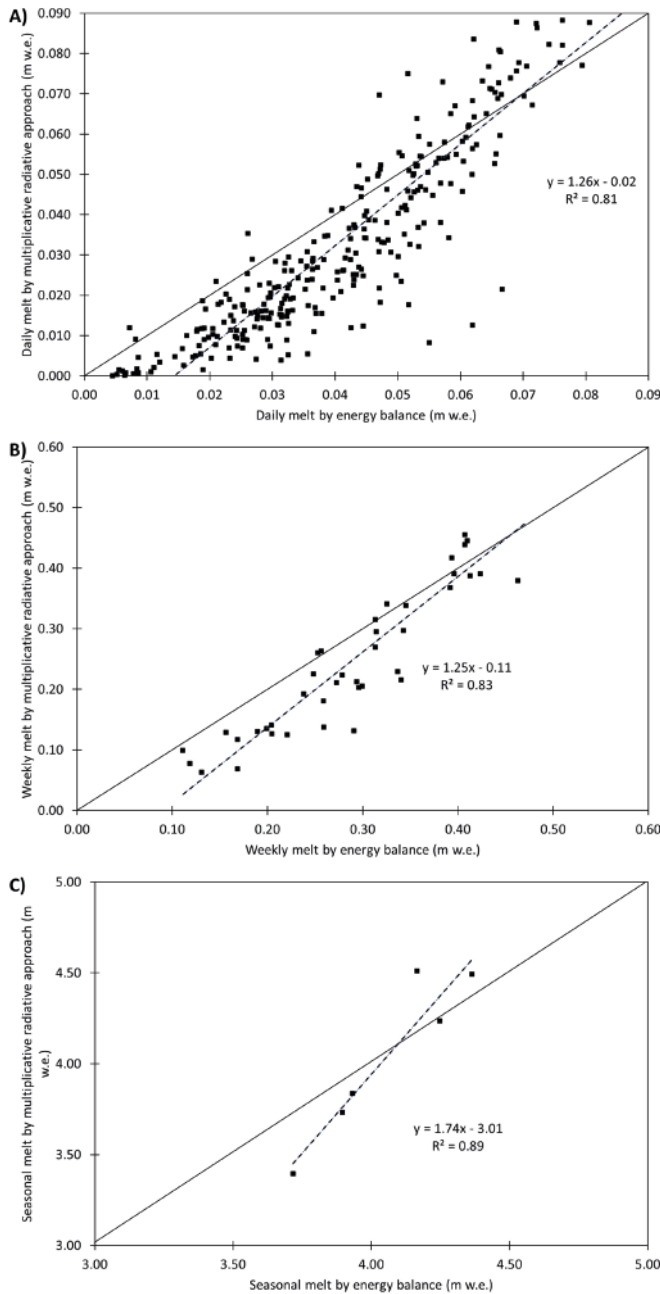 A)
Daily melt by multiplicative radiative approach (m w.e.)
0.090
0.080
0.070
0.060
0.050
0.040
0.030
0.020
0.010
0.000
y = 1.26x - 0.02
R² = 0.81
0.00 0.01 0.02 0.03 0.04 0.05 0.06 0.07 0.08 0.09
Daily melt by energy balance (m w.e.)
B)
Weekly melt by multiplicative radiative approach (m w.e.)
0.60
0.50
0.40
0.30
0.20
0.10
0.00
y = 1.25x - 0.11
R² = 0.83
0.00 0.10 0.20 0.30 0.40 0.50 0.60
Weekly melt by energy balance (m w.e.)
C)
Seasonal melt by multiplicative radiative approach (m
w.e.)
5.00
4.50
4.00
3.50
3.00
y = 1.74x - 3.01
R² = 0.89
3.00 3.50 4.00 4.50 5.00
Seasonal melt by energy balance (m w.e.)